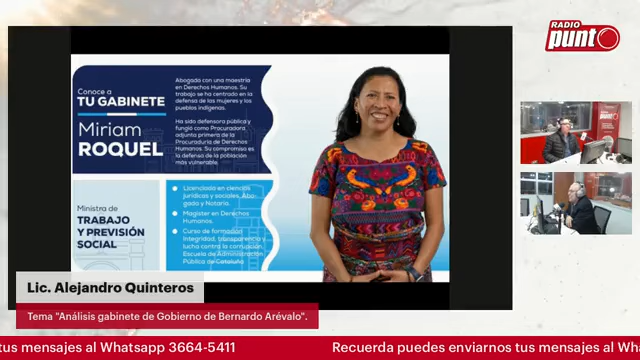 RADIO
punto
Conoce a
TU GABINETE
Miriam
ROQUEL
Abogada con una maestría
en Derechos Humanos. Su
trabajo se ha centrado en la
defensa de las mujeres y los
pueblos indígenas.
Ha sido defensora pública y
fungió como Procuradora
adjunta primera de la
Procuraduría de Derechos
Humanos. Su compromiso es
la defensa de la población
más vulnerable.
Ministra de
TRABAJO
Y PREVISIÓN
SOCIAL
Licenciada en ciencias
jurídicas y sociales. Abo-
gada y Notario.
Magíster en Derechos
Humanos.
Curso de formación
Integridad, transparencia y
lucha contra la corrupción.
Escuela de Administración
Pública de Cataluña
Lic. Alejandro Quinteros
Tema "Análisis gabinete de Gobierno de Bernardo Arévalo".
tus mensajes al Whatsapp 3664-5411 Recuerda puedes enviarnos tus mensajes al Wha